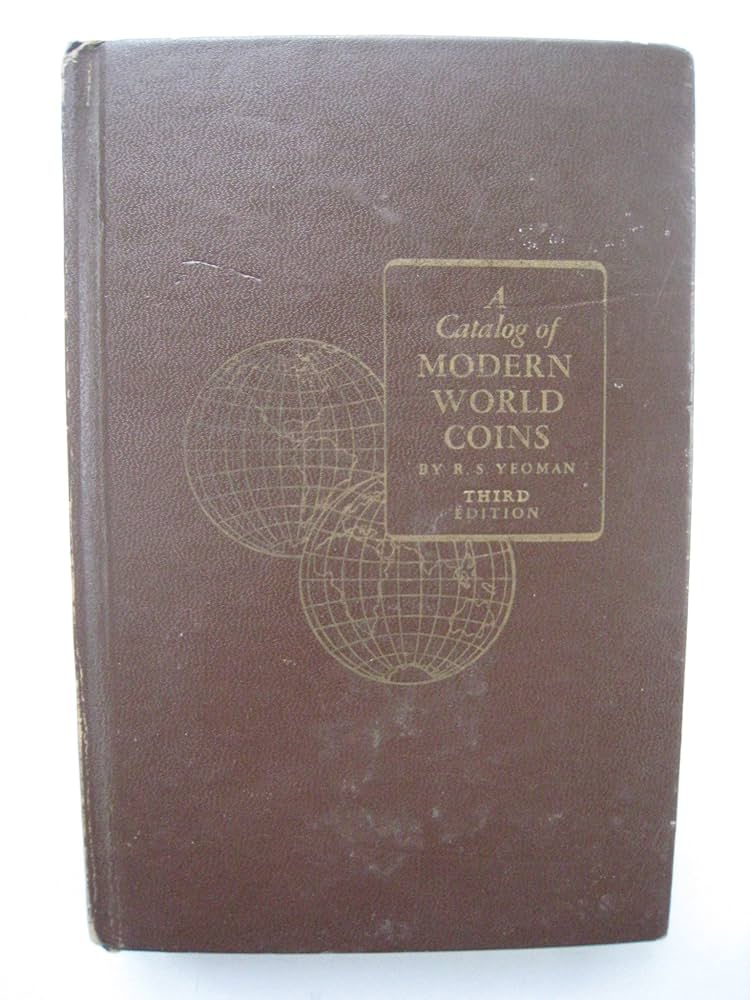 A
Catalog of
MODERN
WORLD
COINS
BY R. S. YEOMAN
THIRD
EDITION